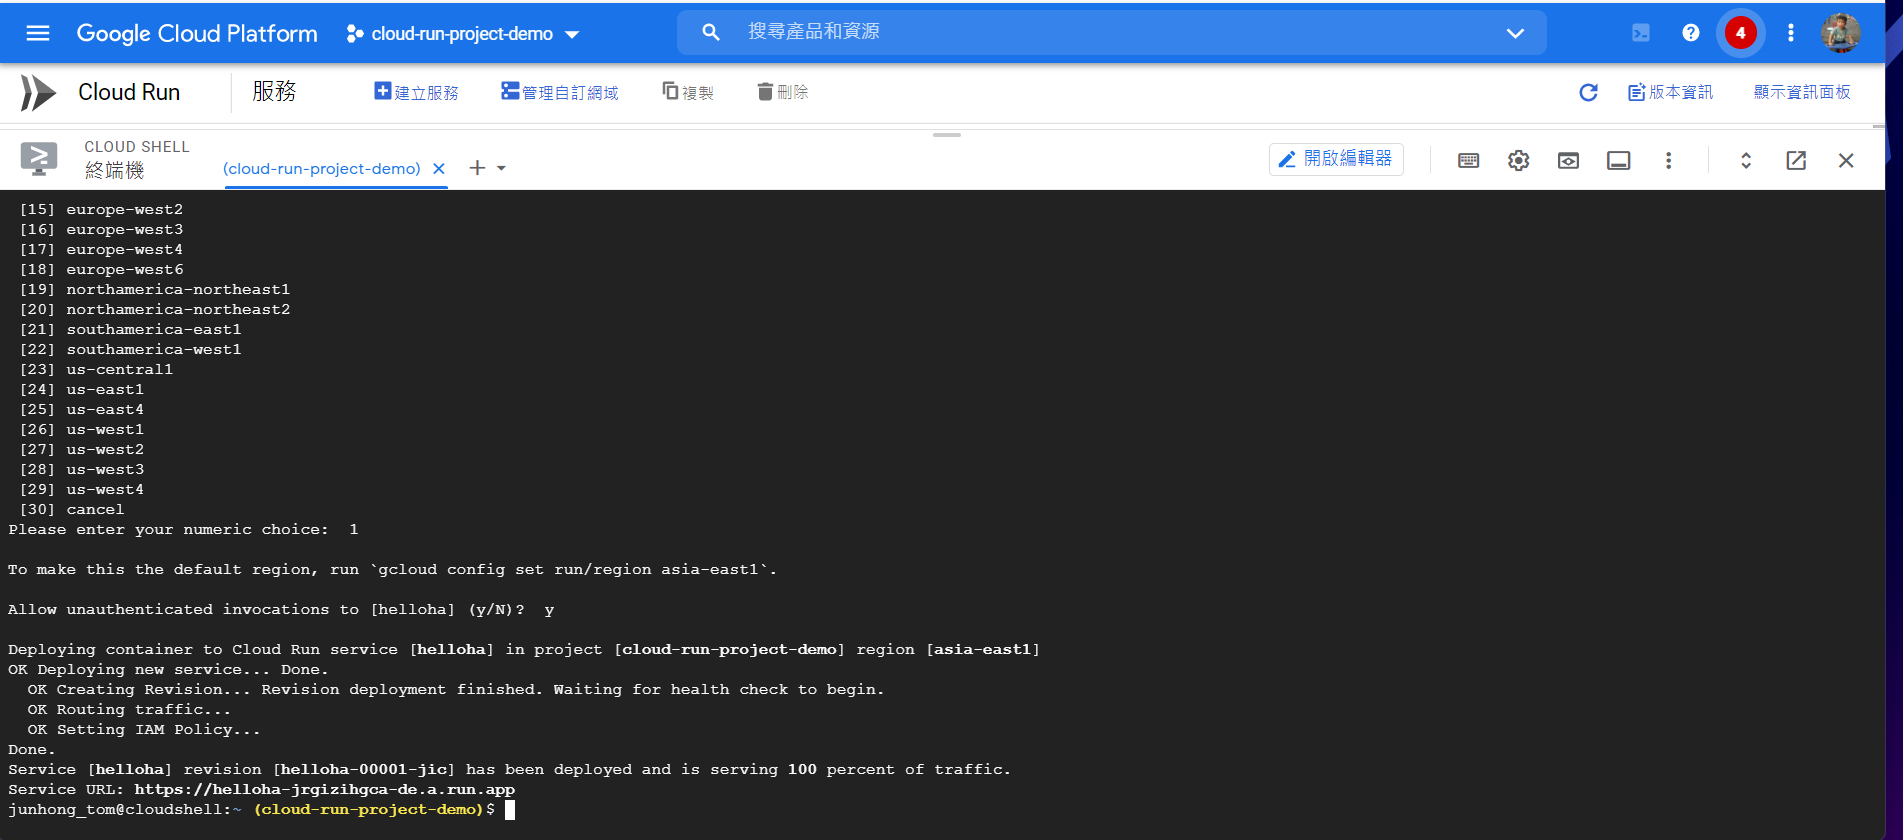 Google Cloud Platform cloud-run-project-demo 搜尋產品和資源 4
Cloud Run 服務 建立服務 管理自訂網域 複製 刪除 版本資訊 顯示資訊面板
CLOUD SHELL
終端機 (cloud-run-project-demo) 開啟編輯器
[15] europe-west2
[16] europe-west3
[17] europe-west4
[18] europe-west6
[19] northamerica-northeast1
[20] northamerica-northeast2
[21] southamerica-east1
[22] southamerica-west1
[23] us-central1
[24] us-east1
[25] us-east4
[26] us-west1
[27] us-west2
[28] us-west3
[29] us-west4
[30] cancel
Please enter your numeric choice:  1
To make this the default region, run `gcloud config set run/region asia-east1`.
Allow unauthenticated invocations to [helloha] (y/N)?  y
Deploying container to Cloud Run service [helloha] in project [cloud-run-project-demo] region [asia-east1]
OK Deploying new service... Done.
OK Creating Revision... Revision deployment finished. Waiting for health check to begin.
OK Routing traffic...
OK Setting IAM Policy...
Done.
Service [helloha] revision [helloha-00001-jic] has been deployed and is serving 100 percent of traffic.
Service URL: https://helloha-jrgizihgca-de.a.run.app
junhong_tom@cloudshell:~ (cloud-run-project-demo)$